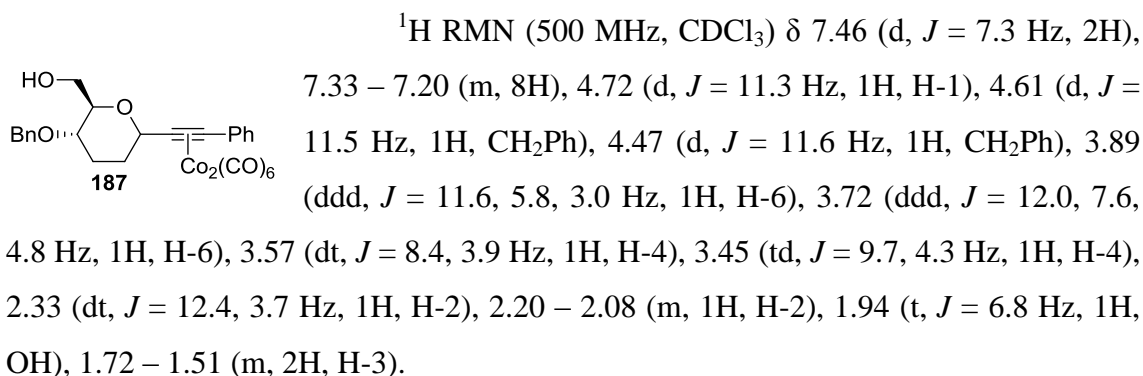 ¹H RMN (500 MHz, CDCl₃) δ 7.46 (d, J = 7.3 Hz, 2H),
7.33 – 7.20 (m, 8H), 4.72 (d, J = 11.3 Hz, 1H, H-1), 4.61 (d, J =
11.5 Hz, 1H, CH₂Ph), 4.47 (d, J = 11.6 Hz, 1H, CH₂Ph), 3.89
(ddd, J = 11.6, 5.8, 3.0 Hz, 1H, H-6), 3.72 (ddd, J = 12.0, 7.6,
4.8 Hz, 1H, H-6), 3.57 (dt, J = 8.4, 3.9 Hz, 1H, H-4), 3.45 (td, J = 9.7, 4.3 Hz, 1H, H-4),
2.33 (dt, J = 12.4, 3.7 Hz, 1H, H-2), 2.20 – 2.08 (m, 1H, H-2), 1.94 (t, J = 6.8 Hz, 1H,
OH), 1.72 – 1.51 (m, 2H, H-3).
HO
O
BnO
Ph
Co₂(CO)₆
187